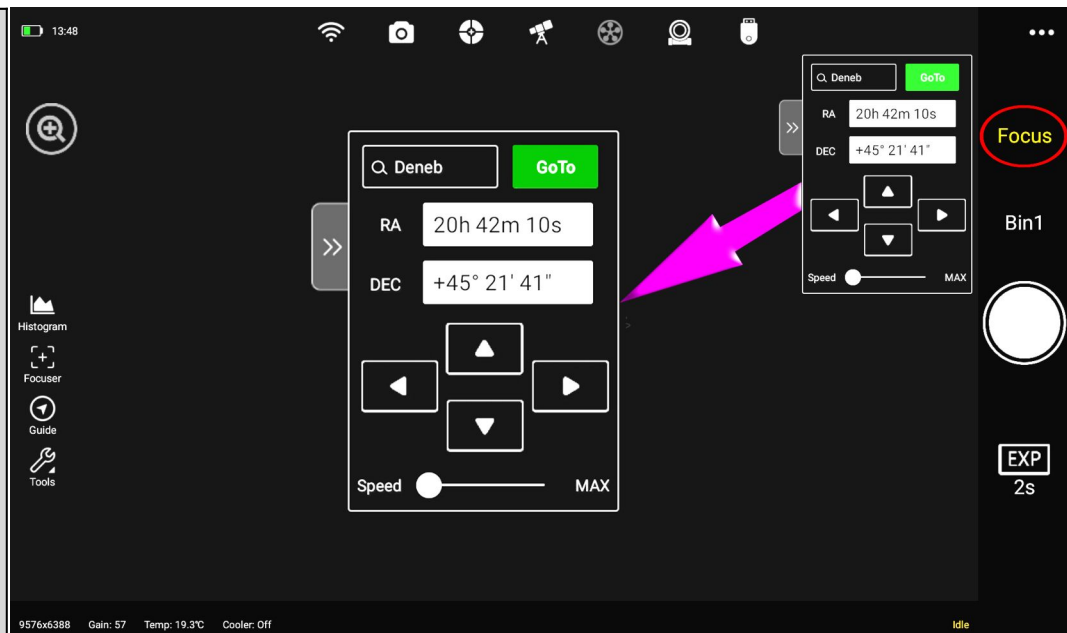 13:48
Deneb
GoTo
RA
20h 42m 10s
DEC
+45° 21' 41"
Speed
MAX
Focus
Bin1
EXP
2s
Deneb
GoTo
RA
20h 42m 10s
DEC
+45° 21' 41"
Speed
MAX
Histogram
Focuser
Guide
Tools
9576x6388 Gain: 57 Temp: 19.3℃ Cooler: Off
Idle